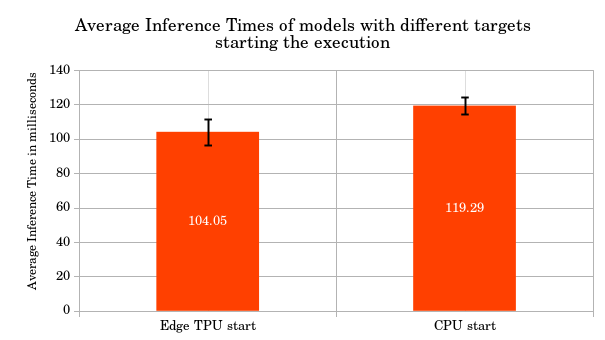 Average Inference Times of models with different targets
starting the execution
Average Inference Time in milliseconds
140
120
100
80
60
40
20
0
104.05
119.29
Edge TPU start
CPU start